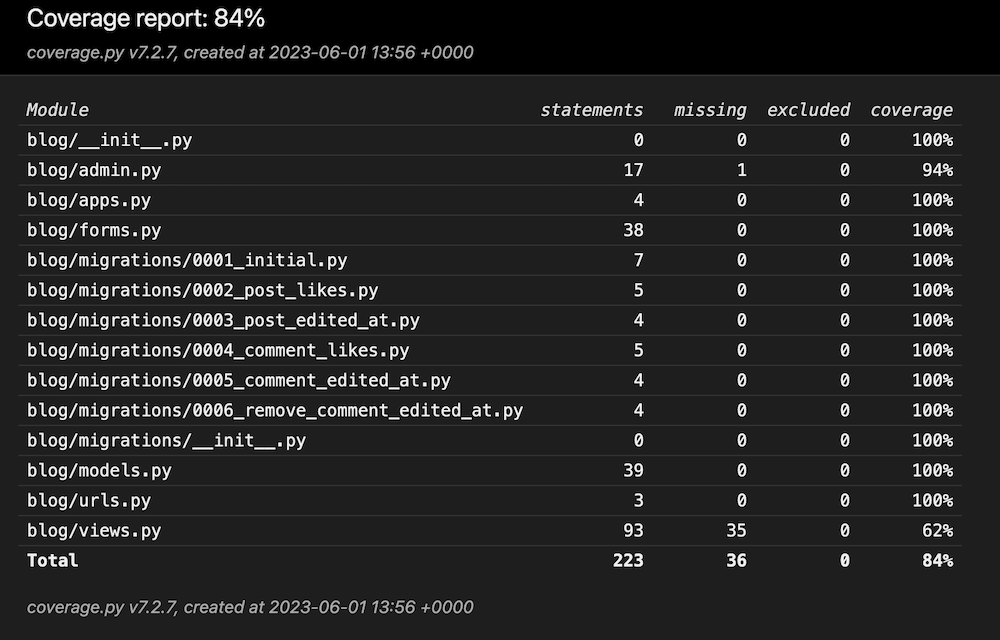 Coverage report: 84%
coverage.py v7.2.7, created at 2023-06-01 13:56 +0000
Module statements missing excluded coverage
blog/__init__.py 0 0 0 100%
blog/admin.py 17 1 0 94%
blog/apps.py 4 0 0 100%
blog/forms.py 38 0 0 100%
blog/migrations/0001_initial.py 7 0 0 100%
blog/migrations/0002_post_likes.py 5 0 0 100%
blog/migrations/0003_post_edited_at.py 4 0 0 100%
blog/migrations/0004_comment_likes.py 5 0 0 100%
blog/migrations/0005_comment_edited_at.py 4 0 0 100%
blog/migrations/0006_remove_comment_edited_at.py 4 0 0 100%
blog/migrations/__init__.py 0 0 0 100%
blog/models.py 39 0 0 100%
blog/urls.py 3 0 0 100%
blog/views.py 93 35 0 62%
Total 223 36 0 84%
coverage.py v7.2.7, created at 2023-06-01 13:56 +0000